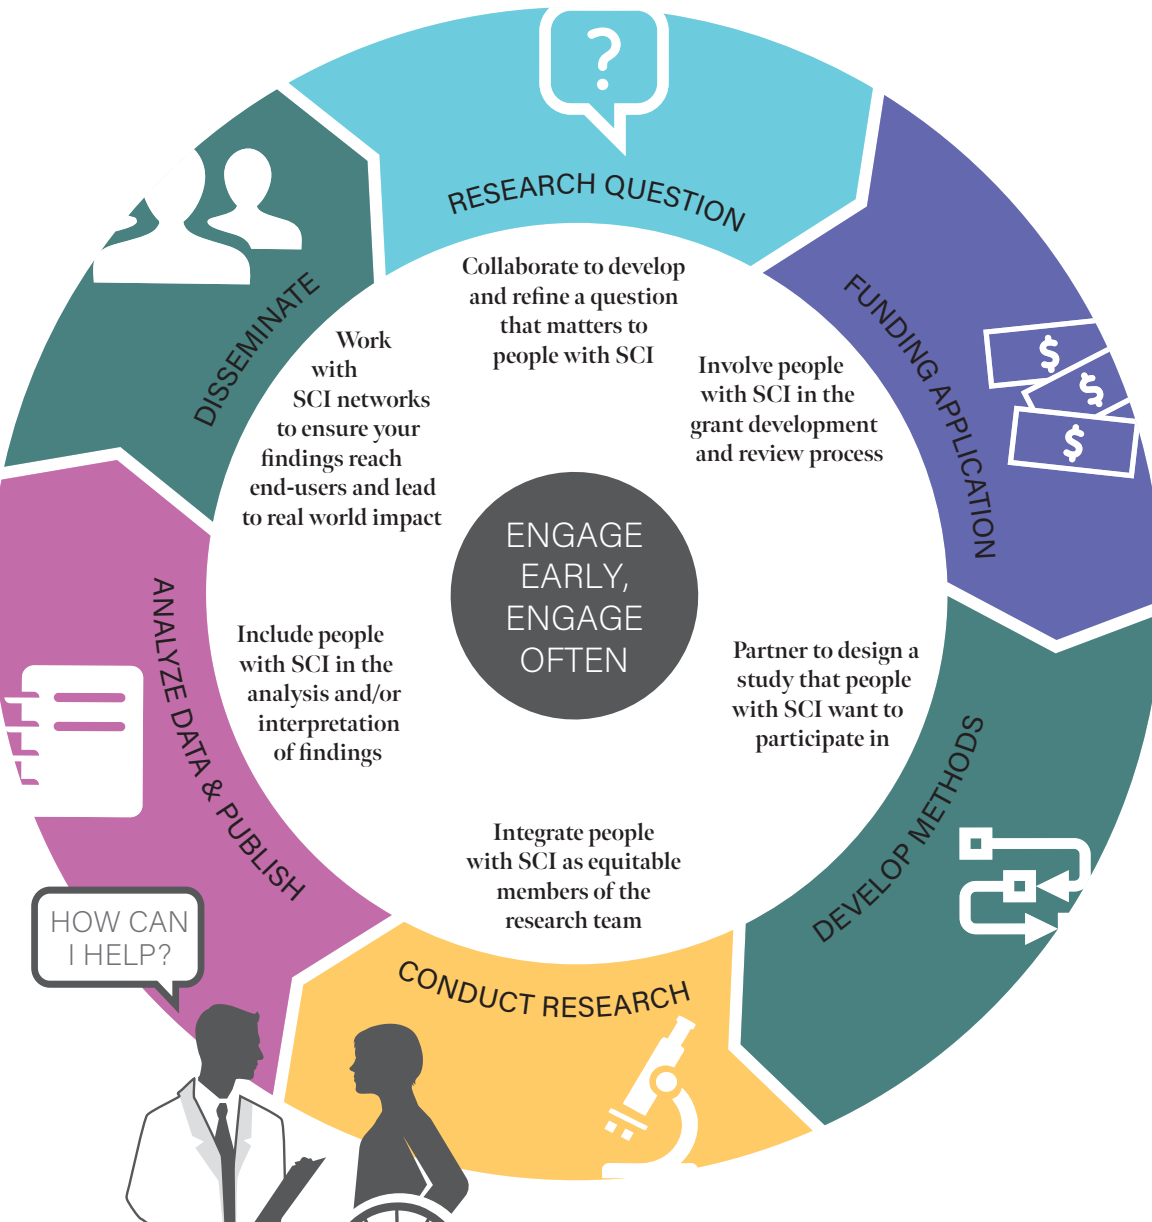 ?
RESEARCH QUESTION
Collaborate to develop
and refine a question
that matters to
people with SCI
FUNDING APPLICATION
$
$
$
Involve people
with SCI in the
grant development
and review process
DEVELOP METHODS
Partner to design a
study that people
with SCI want to
participate in
CONDUCT RESEARCH
Integrate people
with SCI as equitable
members of the
research team
ANALYZE DATA & PUBLISH
Include people
with SCI in the
analysis and/or
interpretation
of findings
DISSEMINATE
Work
with
SCI networks
to ensure your
findings reach
end-users and lead
to real world impact
ENGAGE
EARLY,
ENGAGE
OFTEN
HOW CAN
I HELP?